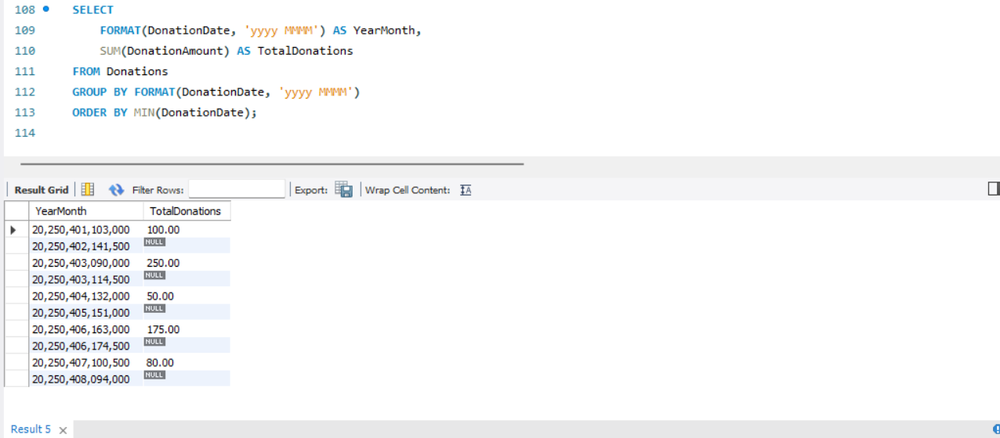 108 SELECT
109 FORMAT(DonationDate, 'yyyy MMMM') AS YearMonth,
110 SUM(DonationAmount) AS TotalDonations
111 FROM Donations
112 GROUP BY FORMAT(DonationDate, 'yyyy MMMM')
113 ORDER BY MIN(DonationDate);
114
Result Grid Filter Rows: Export: Wrap Cell Content: IA
YearMonth TotalDonations
20,250,401,103,000 100.00
20,250,402,141,500 NULL
20,250,403,090,000 250.00
20,250,403,114,500 NULL
20,250,404,132,000 50.00
20,250,405,151,000 NULL
20,250,406,163,000 175.00
20,250,406,174,500 NULL
20,250,407,100,500 80.00
20,250,408,094,000 NULL
Result 5 ×